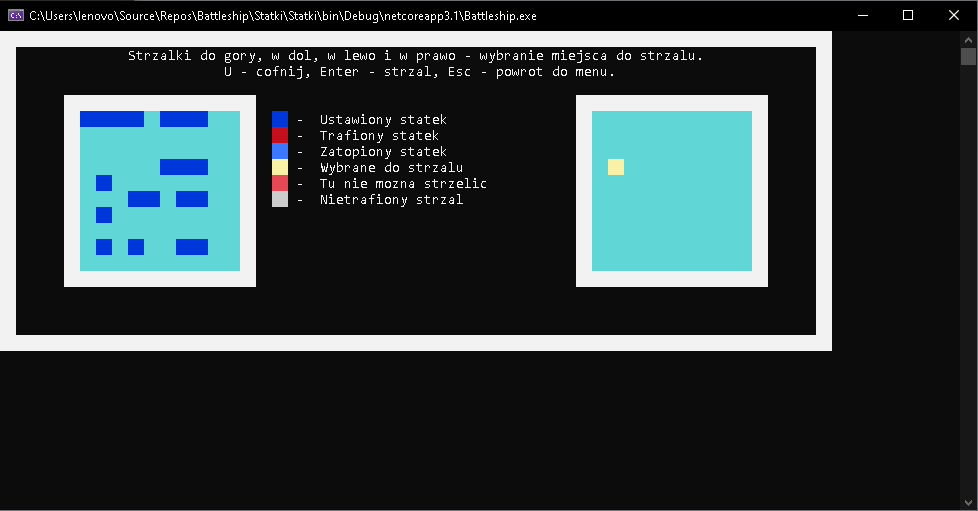 C:\Users\lenovo\Source\Repos\Battleship\Statki\Statki\bin\Debug\netcoreapp3.1\Battleship.exe
Strzalki do gory, w dol, w lewo i w prawo - wybranie miejsca do strzalu.
U - cofnij, Enter - strzal, Esc - powrot do menu.
- Ustawiony statek
- Trafiony statek
- Zatopiony statek
- Wybrane do strzalu
- Tu nie mozna strzelic
- Nietrafiony strzal